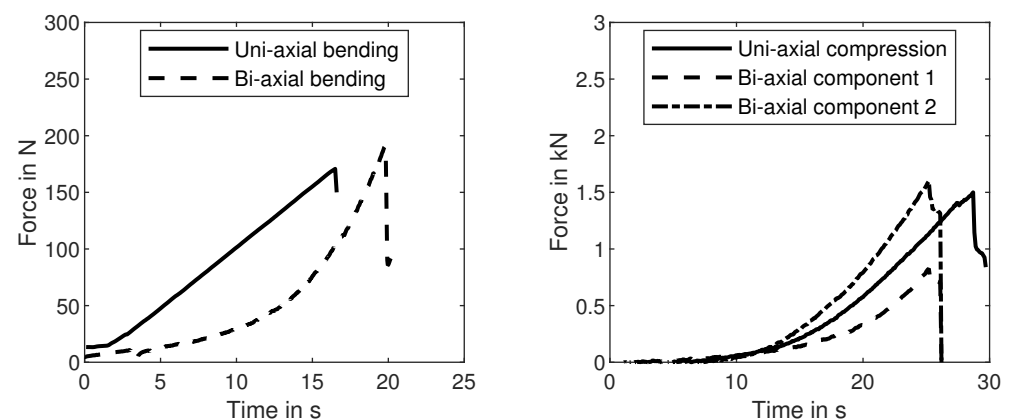 300
250
200
150
100
50
0
Force in N
Uni-axial bending
Bi-axial bending
0 5 10 15 20 25
Time in s
3
2.5
2
1.5
1
0.5
0
Force in kN
Uni-axial compression
Bi-axial component 1
Bi-axial component 2
0 10 20 30
Time in s